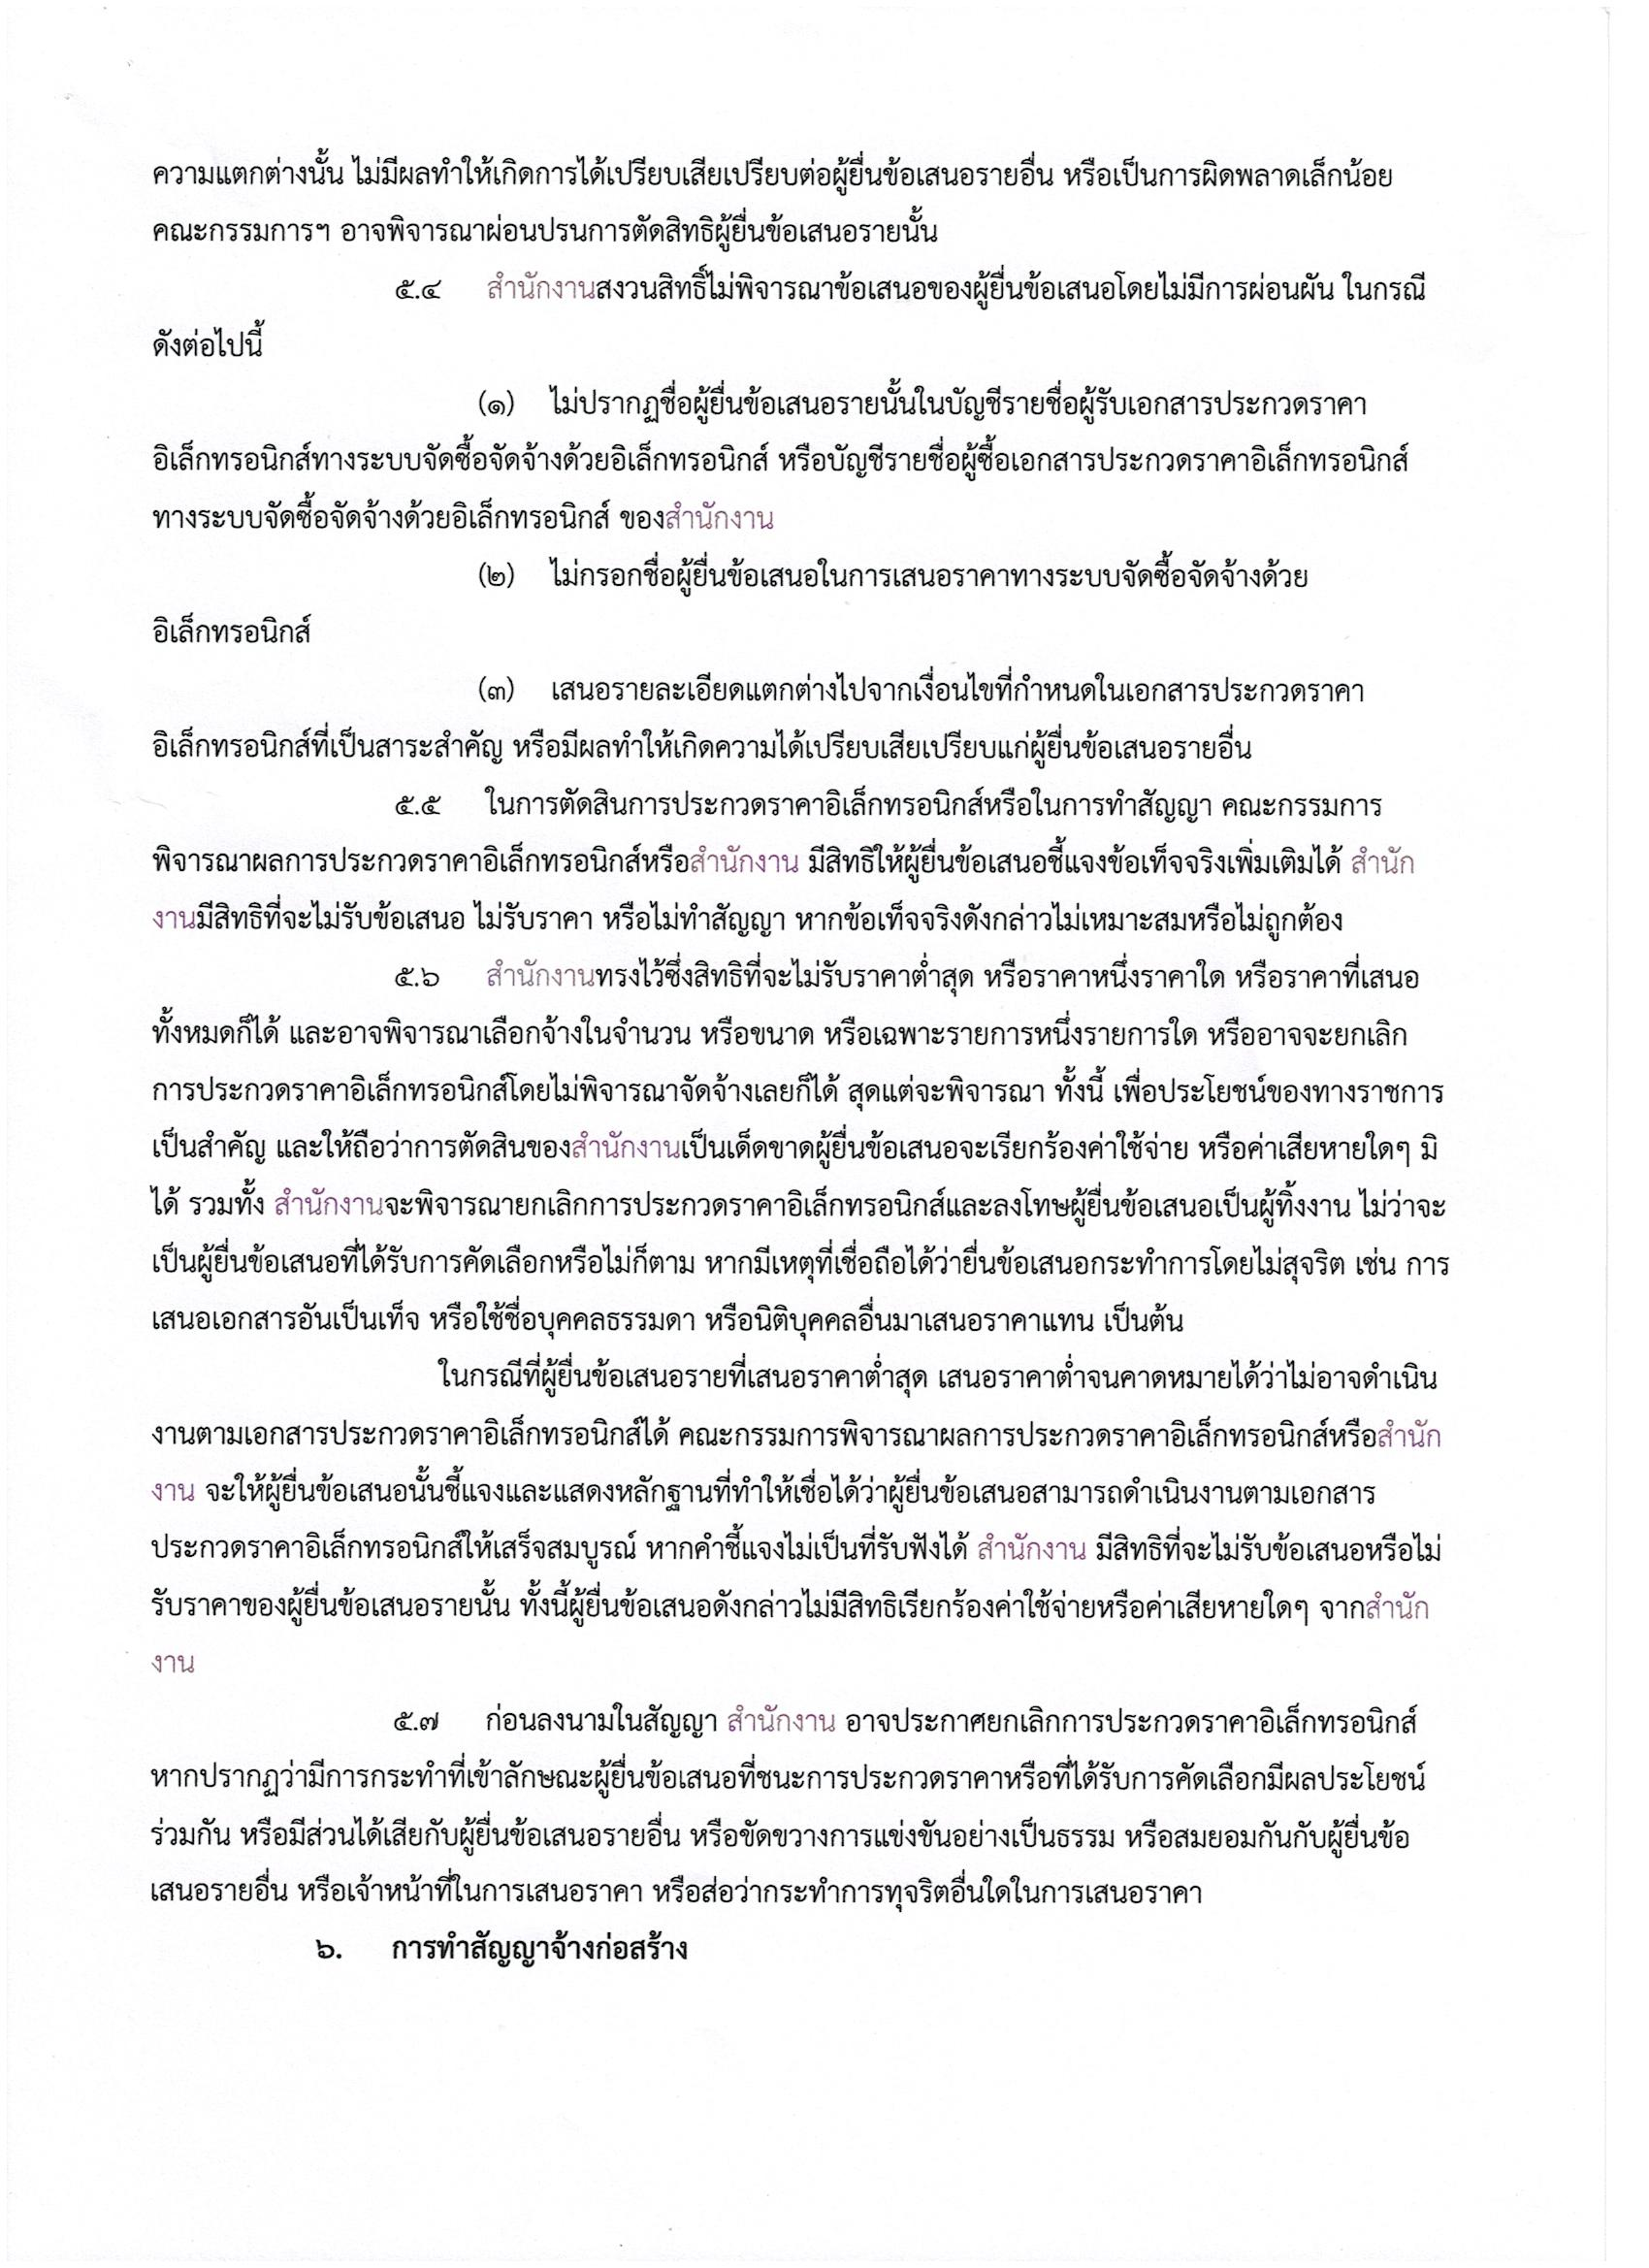 ความแตกต่างนั้น ไม่มีผลทำให้เกิดการได้เปรียบเสียเปรียบต่อผู้ยื่นข้อเสนอรายอื่น หรือเป็นการผิดพลาดเล็กน้อย
คณะกรรมการฯ อาจพิจารณาผ่อนปรนการตัดสิทธิผู้ยื่นข้อเสนอรายนั้น
๕.๔ สำนักงานสงวนสิทธิ์ไม่พิจารณาข้อเสนอของผู้ยื่นข้อเสนอโดยไม่มีการผ่อนผัน ในกรณี
ดังต่อไปนี้
(๑) ไม่ปรากฏชื่อผู้ยื่นข้อเสนอรายนั้นในบัญชีรายชื่อผู้รับเอกสารประกวดราคา
อิเล็กทรอนิกส์ทางระบบจัดซื้อจัดจ้างด้วยอิเล็กทรอนิกส์ หรือบัญชีรายชื่อผู้ซื้อเอกสารประกวดราคาอิเล็กทรอนิกส์
ทางระบบจัดซื้อจัดจ้างด้วยอิเล็กทรอนิกส์ ของสำนักงาน
(๒) ไม่กรอกชื่อผู้ยื่นข้อเสนอในการเสนอราคาทางระบบจัดซื้อจัดจ้างด้วย
อิเล็กทรอนิกส์
(๓) เสนอรายละเอียดแตกต่างไปจากเงื่อนไขที่กำหนดในเอกสารประกวดราคา
อิเล็กทรอนิกส์ที่เป็นสาระสำคัญ หรือมีผลทำให้เกิดความได้เปรียบเสียเปรียบแก่ผู้ยื่นข้อเสนอรายอื่น
๕.๕ ในการตัดสินการประกวดราคาอิเล็กทรอนิกส์หรือในการทำสัญญา คณะกรรมการ
พิจารณาผลการประกวดราคาอิเล็กทรอนิกส์หรือสำนักงาน มีสิทธิให้ผู้ยื่นข้อเสนอชี้แจงข้อเท็จจริงเพิ่มเติมได้ สำนัก
งานมีสิทธิที่จะไม่รับข้อเสนอ ไม่รับราคา หรือไม่ทำสัญญา หากข้อเท็จจริงดังกล่าวไม่เหมาะสมหรือไม่ถูกต้อง
๕.๖ สำนักงานทรงไว้ซึ่งสิทธิที่จะไม่รับราคาต่ำสุด หรือราคาหนึ่งราคาใด หรือราคาที่เสนอ
ทั้งหมดก็ได้ และอาจพิจารณาเลือกจ้างในจำนวน หรือขนาด หรือเฉพาะรายการหนึ่งรายการใด หรืออาจจะยกเลิก
การประกวดราคาอิเล็กทรอนิกส์โดยไม่พิจารณาจัดจ้างเลยก็ได้ สุดแต่จะพิจารณา ทั้งนี้ เพื่อประโยชน์ของทางราชการ
เป็นสำคัญ และให้ถือว่าการตัดสินของสำนักงานเป็นเด็ดขาดผู้ยื่นข้อเสนอจะเรียกร้องค่าใช้จ่าย หรือค่าเสียหายใดๆ มิ
ได้ รวมทั้ง สำนักงานจะพิจารณายกเลิกการประกวดราคาอิเล็กทรอนิกส์และลงโทษผู้ยื่นข้อเสนอเป็นผู้ทิ้งงาน ไม่ว่าจะ
เป็นผู้ยื่นข้อเสนอที่ได้รับการคัดเลือกหรือไม่ก็ตาม หากมีเหตุที่เชื่อถือได้ว่ายื่นข้อเสนอกระทำการโดยไม่สุจริต เช่น การ
เสนอเอกสารอันเป็นเท็จ หรือใช้ชื่อบุคคลธรรมดา หรือนิติบุคคลอื่นมาเสนอราคาแทน เป็นต้น
ในกรณีที่ผู้ยื่นข้อเสนอรายที่เสนอราคาต่ำสุด เสนอราคาต่ำจนคาดหมายได้ว่าไม่อาจดำเนิน
งานตามเอกสารประกวดราคาอิเล็กทรอนิกส์ได้ คณะกรรมการพิจารณาผลการประกวดราคาอิเล็กทรอนิกส์หรือสำนัก
งาน จะให้ผู้ยื่นข้อเสนอนั้นชี้แจงและแสดงหลักฐานที่ทำให้เชื่อได้ว่าผู้ยื่นข้อเสนอสามารถดำเนินงานตามเอกสาร
ประกวดราคาอิเล็กทรอนิกส์ให้เสร็จสมบูรณ์ หากคำชี้แจงไม่เป็นที่รับฟังได้ สำนักงาน มีสิทธิที่จะไม่รับข้อเสนอหรือไม่
รับราคาของผู้ยื่นข้อเสนอรายนั้น ทั้งนี้ผู้ยื่นข้อเสนอดังกล่าวไม่มีสิทธิเรียกร้องค่าใช้จ่ายหรือค่าเสียหายใดๆ จากสำนัก
งาน
๕.๗ ก่อนลงนามในสัญญา สำนักงาน อาจประกาศยกเลิกการประกวดราคาอิเล็กทรอนิกส์
หากปรากฏว่ามีการกระทำที่เข้าลักษณะผู้ยื่นข้อเสนอที่ชนะการประกวดราคาหรือที่ได้รับการคัดเลือกมีผลประโยชน์
ร่วมกัน หรือมีส่วนได้เสียกับผู้ยื่นข้อเสนอรายอื่น หรือขัดขวางการแข่งขันอย่างเป็นธรรม หรือสมยอมกันกับผู้ยื่นข้อ
เสนอรายอื่น หรือเจ้าหน้าที่ในการเสนอราคา หรือส่อว่ากระทำการทุจริตอื่นใดในการเสนอราคา
๖. การทำสัญญาจ้างก่อสร้าง